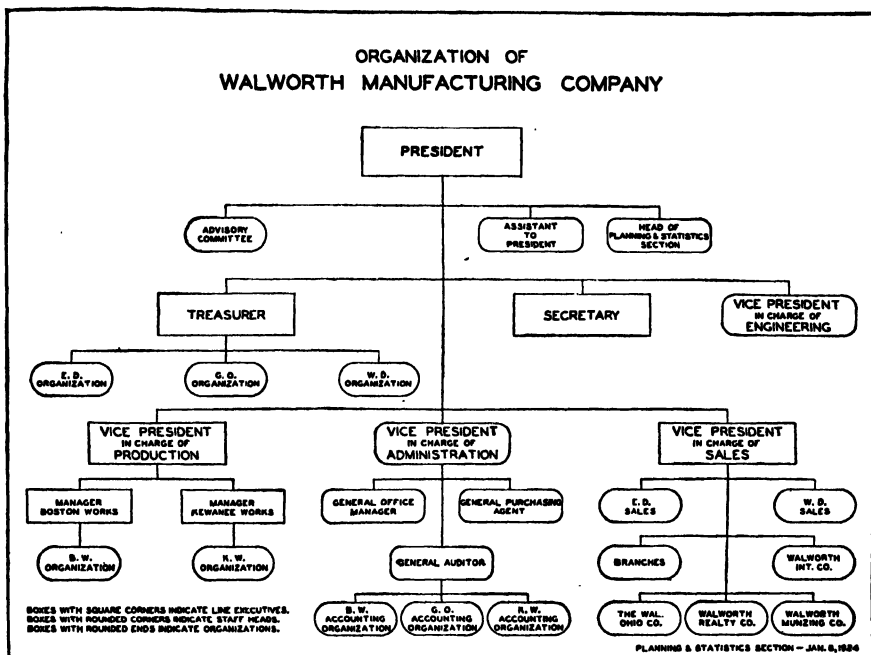 ORGANIZATION OF
WALWORTH MANUFACTURING COMPANY
PRESIDENT
ADVISORY
COMMITTEE
ASSISTANT
TO
PRESIDENT
HEAD OF
PLANNING & STATISTICS
SECTION
TREASURER
SECRETARY
VICE PRESIDENT
IN CHARGE OF
ENGINEERING
E. D.
ORGANIZATION
G. O.
ORGANIZATION
W. D.
ORGANIZATION
VICE PRESIDENT
IN CHARGE OF
PRODUCTION
VICE PRESIDENT
IN CHARGE OF
ADMINISTRATION
VICE PRESIDENT
IN CHARGE OF
SALES
MANAGER
BOSTON WORKS
MANAGER
KEWANEE WORKS
GENERAL OFFICE
MANAGER
GENERAL PURCHASING
AGENT
E. D.
SALES
W. D.
SALES
B. W.
ORGANIZATION
K. W.
ORGANIZATION
GENERAL AUDITOR
BRANCHES
WALWORTH
INT. CO.
B. W.
ACCOUNTING
ORGANIZATION
G. O.
ACCOUNTING
ORGANIZATION
K. W.
ACCOUNTING
ORGANIZATION
THE WAL.
OHIO CO.
WALWORTH
REALTY CO.
WALWORTH
MUNZING CO.
BOXES WITH SQUARE CORNERS INDICATE LINE EXECUTIVES.
BOXES WITH ROUNDED CORNERS INDICATE STAFF HEADS.
BOXES WITH ROUNDED ENDS INDICATE ORGANIZATIONS.
PLANNING & STATISTICS SECTION – JAN. 8, 1924